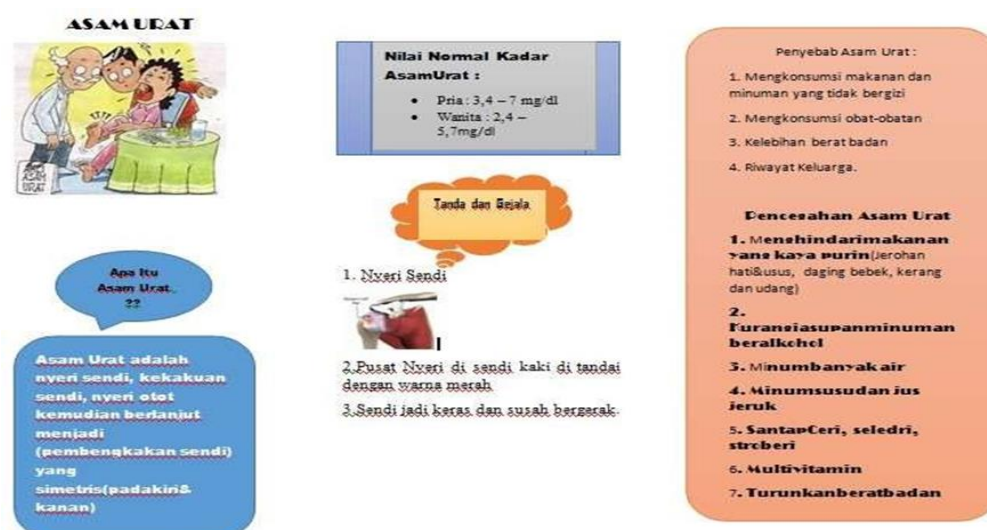 ASAM URAT
ASAM
URAT
Apa Itu
Asam Urat
??
Asam Urat adalah
nyeri sendi, kekakuan
sendi, nyeri otot
kemudian berlanjut
menjadi
(pembengkakan sendi)
yang
simetris(padakiri&
kanan)
Nilai Normal Kadar
AsamUrat :
• Pria : 3,4 – 7 mg/dl
• Wanita : 2,4 –
5,7mg/dl
Tanda dan Gejala
1. Nyeri Sendi
2.Pusat Nyeri di sendi kaki di tandai
dengan warna merah
3.Sendi jadi keras dan susah bergerak.
Penyebab Asam Urat :
1. Mengkonsumsi makanan dan
minuman yang tidak bergizi
2. Mengkonsumsi obat-obatan
3. Kelebihan berat badan
4. Riwayat Keluarga.
Pencegahan Asam Urat
1. Menghindarimakanan
yang kaya purin(Jerohan
hati&usus, daging bebek, kerang
dan udang)
2.
Kurangiasupanminuman
beralkohol
3. Minumbanyak air
4. Minumsusudan jus
jeruk
5. SantapCeri, seledri,
stroberi
6. Multivitamin
7. Turunkanberatbadan